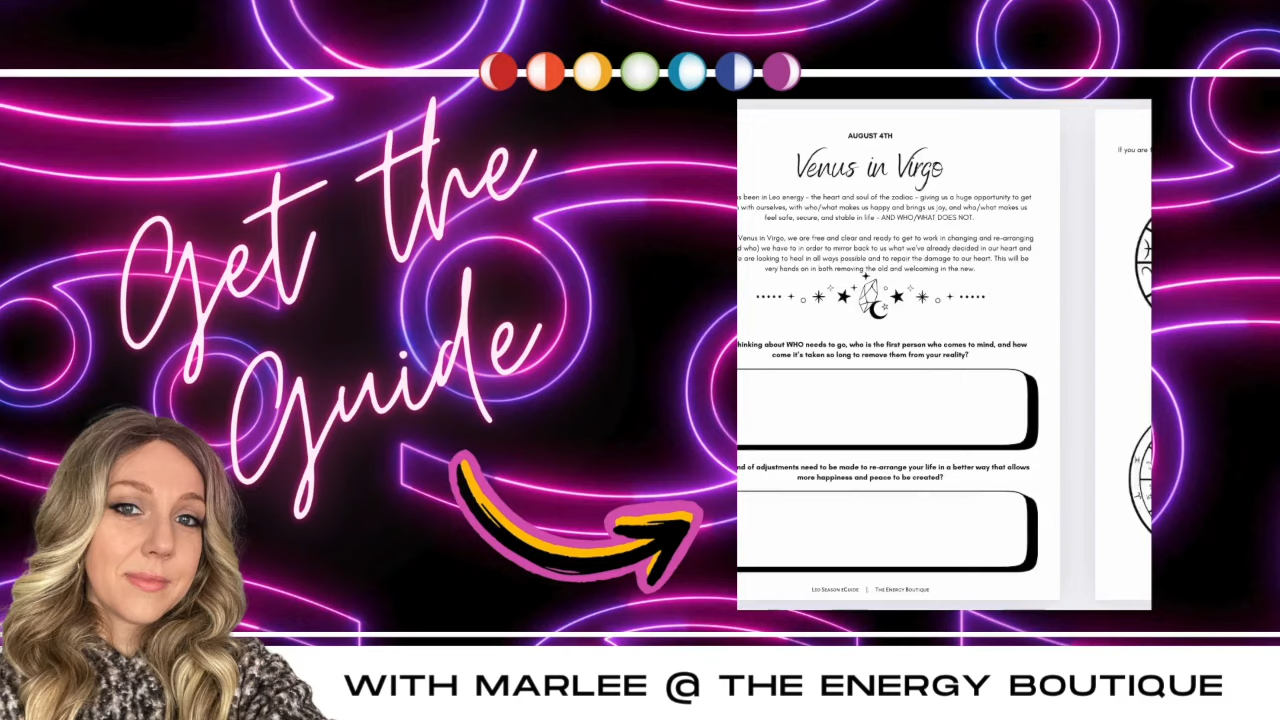 Get the
Guide
AUGUST 4TH
Venus in Virgo
been in Leo energy - the heart and soul of the zodiac - giving us a huge opportunity to get
with ourselves, with who/what makes us happy and brings us joy, and who/what makes us
feel safe, secure, and stable in life - AND WHO/WHAT DOES NOT.
Venus in Virgo, we are free and clear and ready to get to work in changing and re-arranging
who) we have to in order to mirror back to us what we've already decided in our heart and
are looking to heal in all ways possible and to repair the damage to our heart. This will be
very hands on in both removing the old and welcoming in the new.
thinking about WHO needs to go, who is the first person who comes to mind, and how
come it's taken so long to remove them from your reality?
of adjustments need to be made to re-arrange your life in a better way that allows
more happiness and peace to be created?
LEO SEASON EGUIDE | THE ENERGY BOUTIQUE
If you are
WITH MARLEE @ THE ENERGY BOUTIQUE